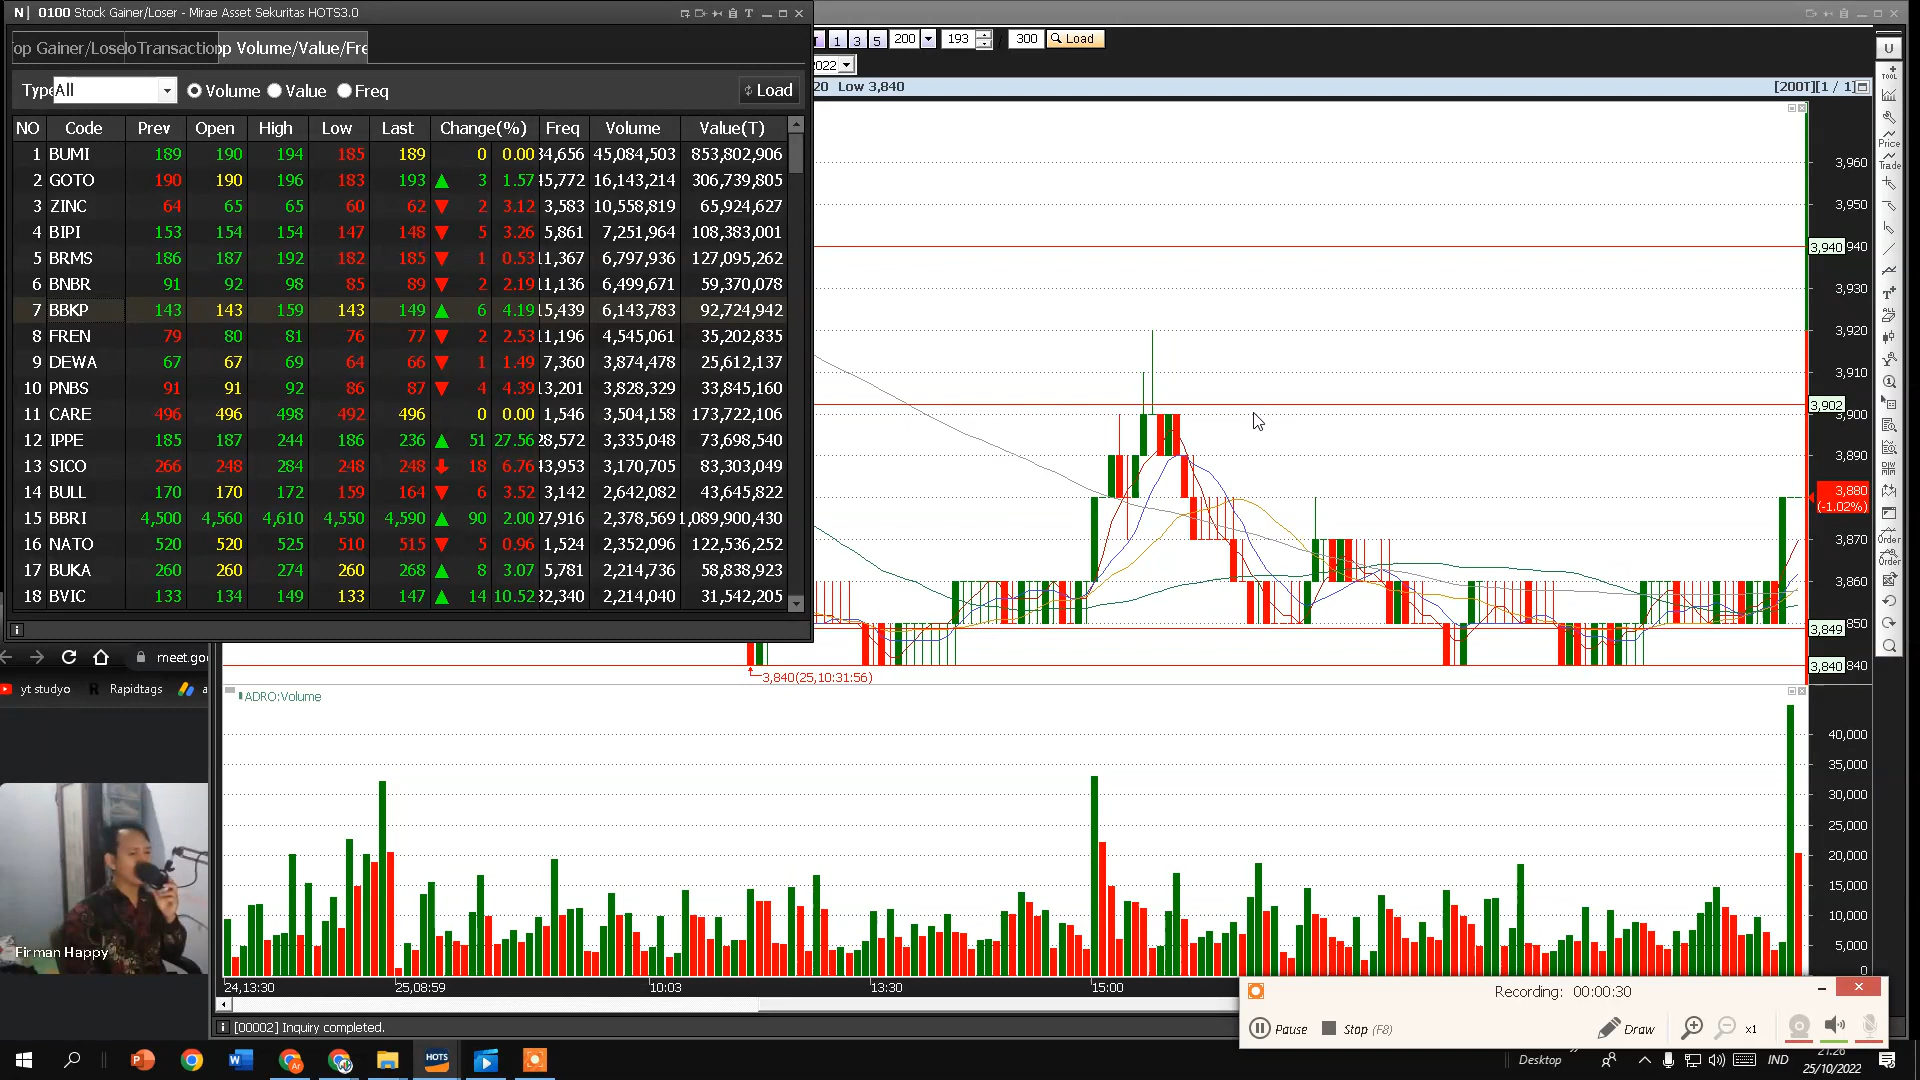 N| 0100 Stock Gainer/Loser - Mirae Asset Sekuritas HOTS3.0
op Gainer/Lose lo Transaction op Volume/Value/Fre
Type All Volume Value Freq Load
NO Code Prev Open High Low Last Change(%) Freq Volume Value(T)
1 BUMI 189 190 194 185 189 0 0.00 34,656 45,084,503 853,802,906
2 GOTO 190 190 196 183 193 ▲ 3 1.57 45,772 16,143,214 306,739,805
3 ZINC 64 65 65 60 62 ▼ 2 3.12 3,583 10,558,819 65,924,627
4 BIPI 153 154 154 147 148 ▼ 5 3.26 5,861 7,251,964 108,383,001
5 BRMS 186 187 192 182 185 ▼ 1 0.53 11,367 6,797,936 127,095,262
6 BNBR 91 92 98 85 89 ▼ 2 2.19 11,136 6,499,671 59,370,078
7 BBKP 143 143 159 143 149 ▲ 6 4.19 15,439 6,143,783 92,724,942
8 FREN 79 80 81 76 77 ▼ 2 2.53 11,196 4,545,061 35,202,835
9 DEWA 67 67 69 64 66 ▼ 1 1.49 7,360 3,874,478 25,612,137
10 PNBS 91 91 92 86 87 ▼ 4 4.39 13,201 3,828,329 33,845,160
11 CARE 496 496 498 492 496 0 0.00 1,546 3,504,158 173,722,106
12 IPPE 185 187 244 186 236 ▲ 51 27.56 28,572 3,335,048 73,698,540
13 SICO 266 248 284 248 248 🡇 18 6.76 43,953 3,170,705 83,303,049
14 BULL 170 170 172 159 164 ▼ 6 3.52 3,142 2,642,082 43,645,822
15 BBRI 4,500 4,560 4,610 4,550 4,590 ▲ 90 2.00 27,916 2,378,569 1,089,900,430
16 NATO 520 520 525 510 515 ▼ 5 0.96 1,524 2,352,096 122,536,252
17 BUKA 260 260 274 260 268 ▲ 8 3.07 5,781 2,214,736 58,838,923
18 BVIC 133 134 149 133 147 ▲ 14 10.52 32,340 2,214,040 31,542,205
T 1 3 5 200 193 / 300 Load
2022
20 Low 3,840 [200T][1 / 1]
3,960
3,950
3,940 940
3,930
3,920
3,910
3,902
3,900
3,890
3,880
(-1.02%)
3,870
3,860
850
3,849
3,840 840
3,840(25,10:31:56)
U
TOOL
Price
Trade
T
ALL
Order
Order
meet.goo
yt studyo Rapidtags a
ADRO:Volume
40,000
35,000
30,000
25,000
20,000
15,000
10,000
5,000
0
24,13:30 25,08:59 10:03 13:30 15:00
Firman Happy
[00002] Inquiry completed.
Recording: 00:00:30
Pause Stop (F8) Draw x1
HOTS
Desktop IND
21:26
25/10/2022